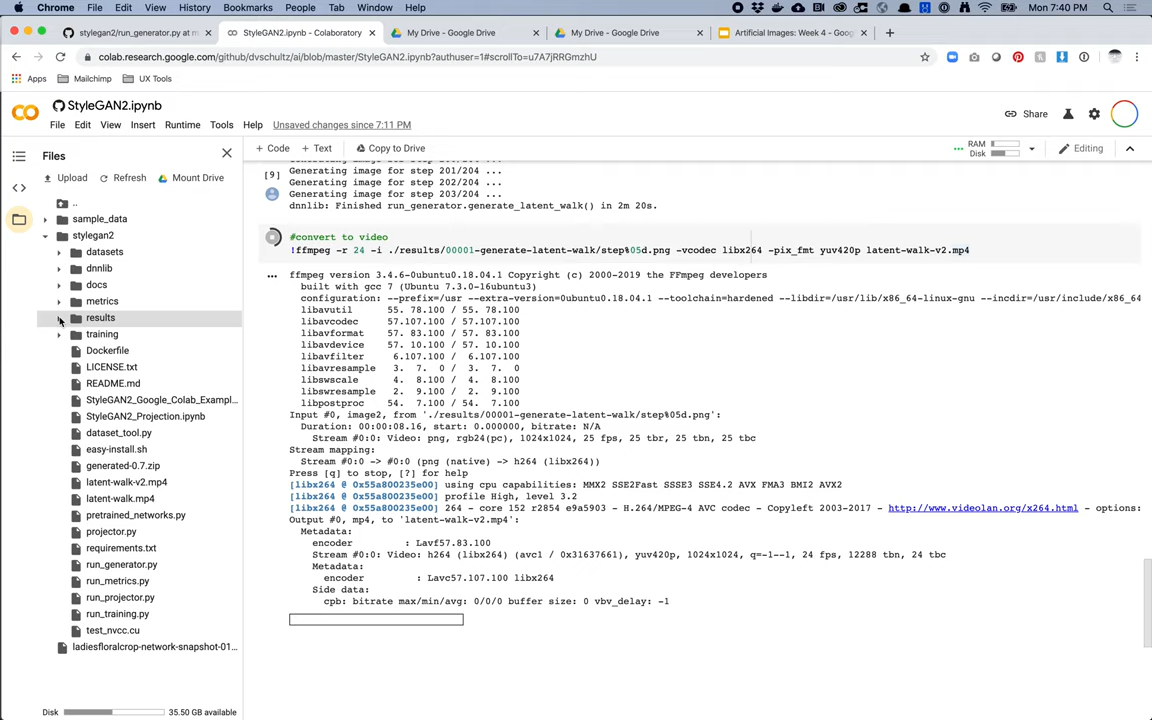 Chrome File Edit View History Bookmarks People Tab Window Help Mon 7:40 PM
stylegan2/run_generator.py at m StyleGAN2.ipynb - Colaboratory My Drive - Google Drive My Drive - Google Drive Artificial Images: Week 4 - Goog
colab.research.google.com/github/dvschultz/ai/blob/master/StyleGAN2.ipynb?authuser=1#scrollTo=u7A7jRRGmzhU
Apps Mailchimp UX Tools
StyleGAN2.ipynb
Share
File Edit View Insert Runtime Tools Help Unsaved changes since 7:11 PM
Files
+ Code + Text Copy to Drive
RAM
Disk
Editing
Upload Refresh Mount Drive
..
sample_data
stylegan2
datasets
dnnlib
docs
metrics
results
training
Dockerfile
LICENSE.txt
README.md
StyleGAN2_Google_Colab_Exampl...
StyleGAN2_Projection.ipynb
dataset_tool.py
easy-install.sh
generated-0.7.zip
latent-walk-v2.mp4
latent-walk.mp4
pretrained_networks.py
projector.py
requirements.txt
run_generator.py
run_metrics.py
run_projector.py
run_training.py
test_nvcc.cu
ladiesfloralcrop-network-snapshot-01...
Disk 35.50 GB available
[9]
Generating image for step 201/204 ...
Generating image for step 202/204 ...
Generating image for step 203/204 ...
dnnlib: Finished run_generator.generate_latent_walk() in 2m 20s.
#convert to video
!ffmpeg -r 24 -i ./results/00001-generate-latent-walk/step%05d.png -vcodec libx264 -pix_fmt yuv420p latent-walk-v2.mp4
ffmpeg version 3.4.6-0ubuntu0.18.04.1 Copyright (c) 2000-2019 the FFmpeg developers
built with gcc 7 (Ubuntu 7.3.0-16ubuntu3)
configuration: --prefix=/usr --extra-version=0ubuntu0.18.04.1 --toolchain=hardened --libdir=/usr/lib/x86_64-linux-gnu --incdir=/usr/include/x86_64
libavutil 55. 78.100 / 55. 78.100
libavcodec 57.107.100 / 57.107.100
libavformat 57. 83.100 / 57. 83.100
libavdevice 57. 10.100 / 57. 10.100
libavfilter 6.107.100 / 6.107.100
libavresample 3. 7. 0 / 3. 7. 0
libswscale 4. 8.100 / 4. 8.100
libswresample 2. 9.100 / 2. 9.100
libpostproc 54. 7.100 / 54. 7.100
Input #0, image2, from './results/00001-generate-latent-walk/step%05d.png':
Duration: 00:00:08.16, start: 0.000000, bitrate: N/A
Stream #0:0: Video: png, rgb24(pc), 1024x1024, 25 fps, 25 tbr, 25 tbn, 25 tbc
Stream mapping:
Stream #0:0 -> #0:0 (png (native) -> h264 (libx264))
Press [q] to stop, [?] for help
[libx264 @ 0x55a800235e00] using cpu capabilities: MMX2 SSE2Fast SSSE3 SSE4.2 AVX FMA3 BMI2 AVX2
[libx264 @ 0x55a800235e00] profile High, level 3.2
[libx264 @ 0x55a800235e00] 264 - core 152 r2854 e9a5903 - H.264/MPEG-4 AVC codec - Copyleft 2003-2017 - http://www.videolan.org/x264.html - options:
Output #0, mp4, to 'latent-walk-v2.mp4':
Metadata:
encoder : Lavf57.83.100
Stream #0:0: Video: h264 (libx264) (avc1 / 0x31637661), yuv420p, 1024x1024, q=-1--1, 24 fps, 12288 tbn, 24 tbc
Metadata:
encoder : Lavc57.107.100 libx264
Side data:
cpb: bitrate max/min/avg: 0/0/0 buffer size: 0 vbv_delay: -1